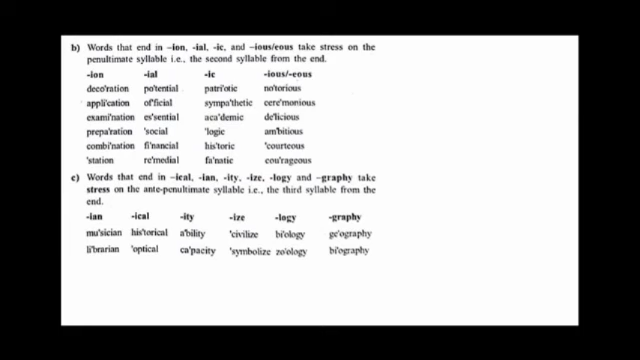 b) Words that end in –ion, -ial, -ic, and –ious/eous take stress on the
penultimate syllable i.e., the second syllable from the end.
-ion -ial -ic -ious/-eous
deco'ration po'tential patri'otic no'torious
appli'cation of'ficial sympa'thetic cere'monious
exami'nation es'sential aca'demic de'licious
prepa'ration 'social 'logic am'bitious
combi'nation fi'nancial his'toric 'courteous
'station re'medial fa'natic cou'rageous
c) Words that end in –ical, -ian, -ity, -ize, -logy and –graphy take
stress on the ante-penultimate syllable i.e., the third syllable from the
end.
-ian -ical -ity -ize -logy -graphy
mu'sician his'torical a'bility 'civilize bi'ology ge'ography
li'brarian 'optical ca'pacity 'symbolize zo'ology bi'ography